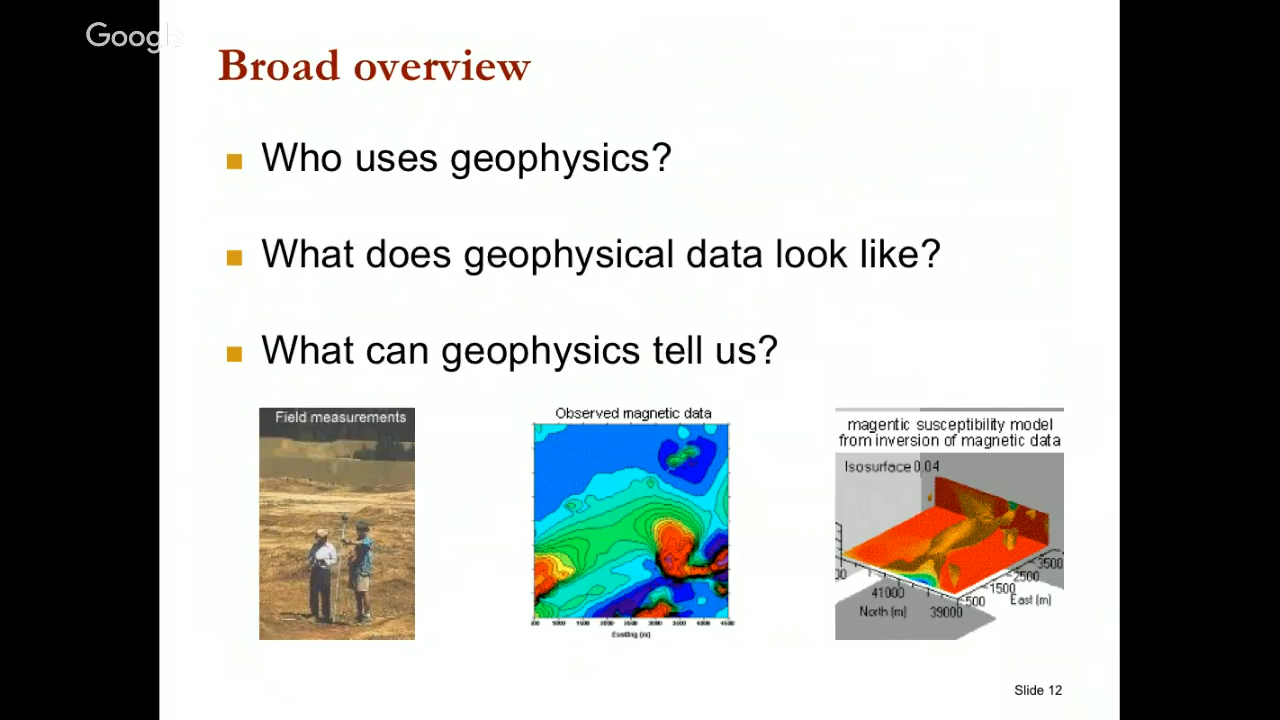 Google
Broad overview
Who uses geophysics?
What does geophysical data look like?
What can geophysics tell us?
Field measurements
Observed magnetic data
Easting (m)
magentic susceptibility model
from inversion of magnetic data
Isosurface 0.04
3500
2500
1500
500
East (m)
41000
39000
North (m)
Slide 12